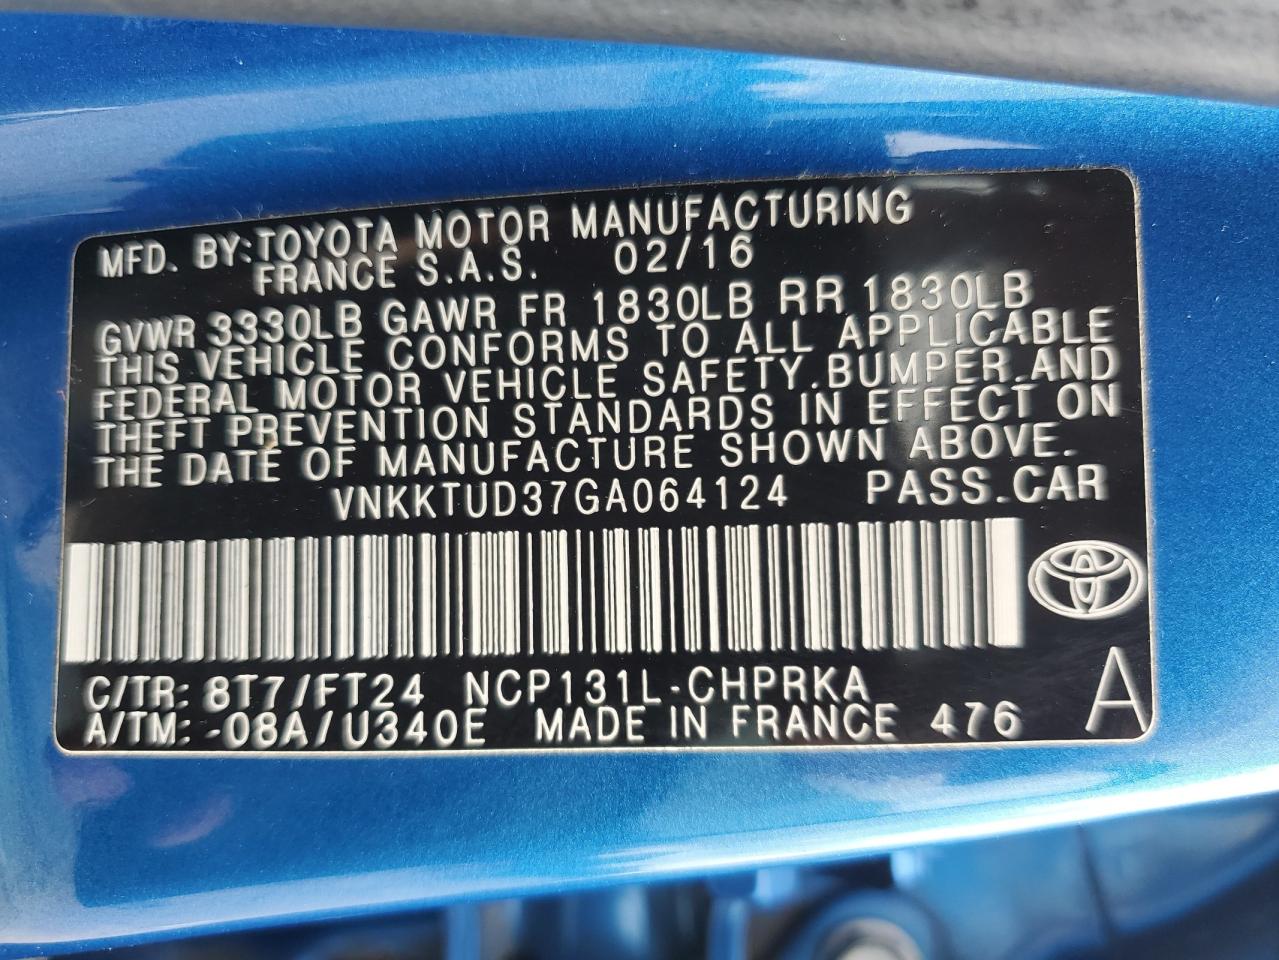 MFD. BY:TOYOTA MOTOR MANUFACTURING
FRANCE S.A.S. 02/16
GVWR 3330LB GAWR FR 1830LB RR 1830LB
THIS VEHICLE CONFORMS TO ALL APPLICABLE
FEDERAL MOTOR VEHICLE SAFETY.BUMPER.AND
THEFT PREVENTION STANDARDS IN EFFECT ON
THE DATE OF MANUFACTURE SHOWN ABOVE.
VNKKTUD37GA064124 PASS.CAR
C/TR: 8T7/FT24 NCP131L-CHPRKA
A/TM: -08A/U340E MADE IN FRANCE 476 A